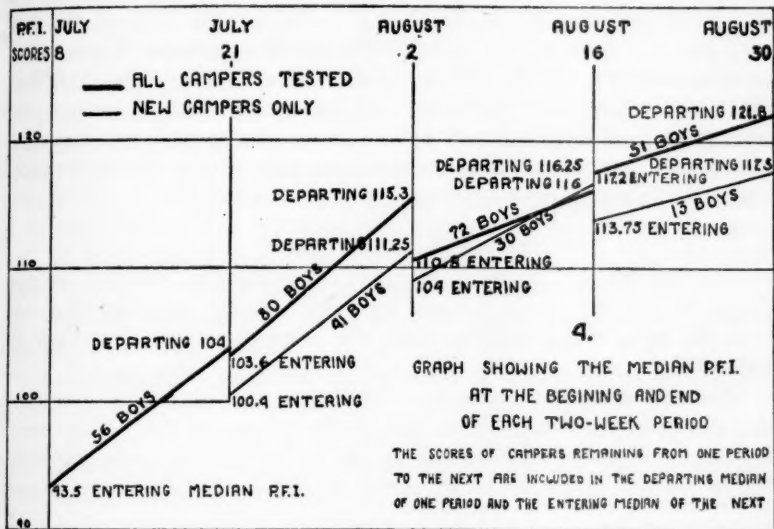 P.F.I. JULY JULY AUGUST AUGUST AUGUST
SCORES 8 21 2 16 30
ALL CAMPERS TESTED
NEW CAMPERS ONLY
DEPARTING 121.8
120
51 BOYS
DEPARTING 116.25
DEPARTING 117.5
DEPARTING 116
117.21 ENTERING
DEPARTING 115.3
13 BOYS
72 BOYS
113.75 ENTERING
DEPARTING 111.25
30 BOYS
110
80 BOYS
110.8 ENTERING
41 BOYS
104 ENTERING
DEPARTING 104
4.
103.6 ENTERING
GRAPH SHOWING THE MEDIAN P.F.I.
100
100.4 ENTERING
AT THE BEGINING AND END
56 BOYS
OF EACH TWO-WEEK PERIOD
THE SCORES OF CAMPERS REMAINING FROM ONE PERIOD
93.5 ENTERING MEDIAN P.F.I.
TO THE NEXT ARE INCLUDED IN THE DEPARTING MEDIAN
OF ONE PERIOD AND THE ENTERING MEDIAN OF THE NEXT
90